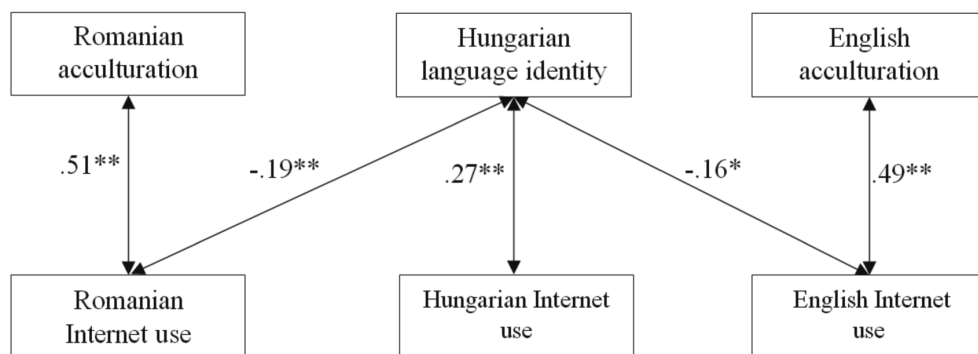 Romanian
acculturation
Hungarian
language identity
English
acculturation
.51**
-.19**
.27**
-.16*
.49**
Romanian
Internet use
Hungarian Internet
use
English Internet
use